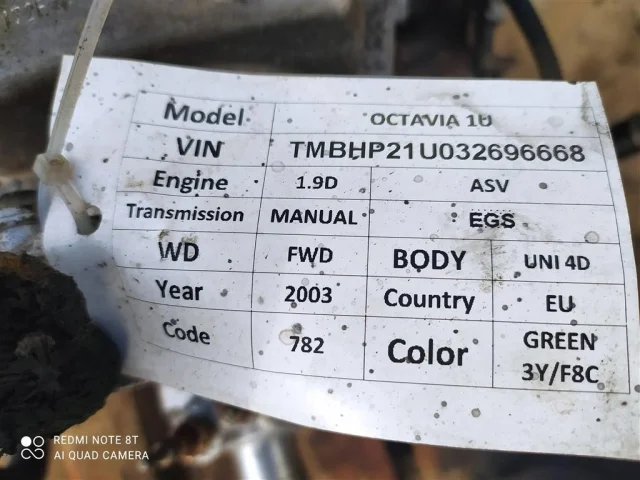 Model OCTAVIA 1U
VIN TMBHP21U032696668
Engine 1.9D ASV
Transmission MANUAL EGS
WD FWD BODY UNI 4D
Year 2003 Country EU
Code 782 Color GREEN
3Y/F8C
REDMI NOTE 8T
AI QUAD CAMERA